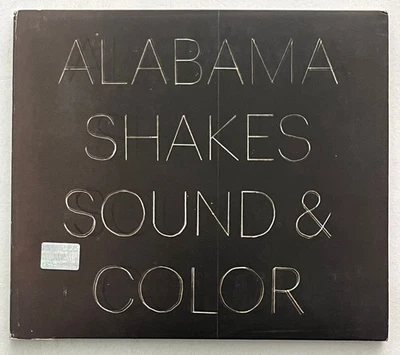 ALABAMA
SHAKES
SOUND &
COLOR